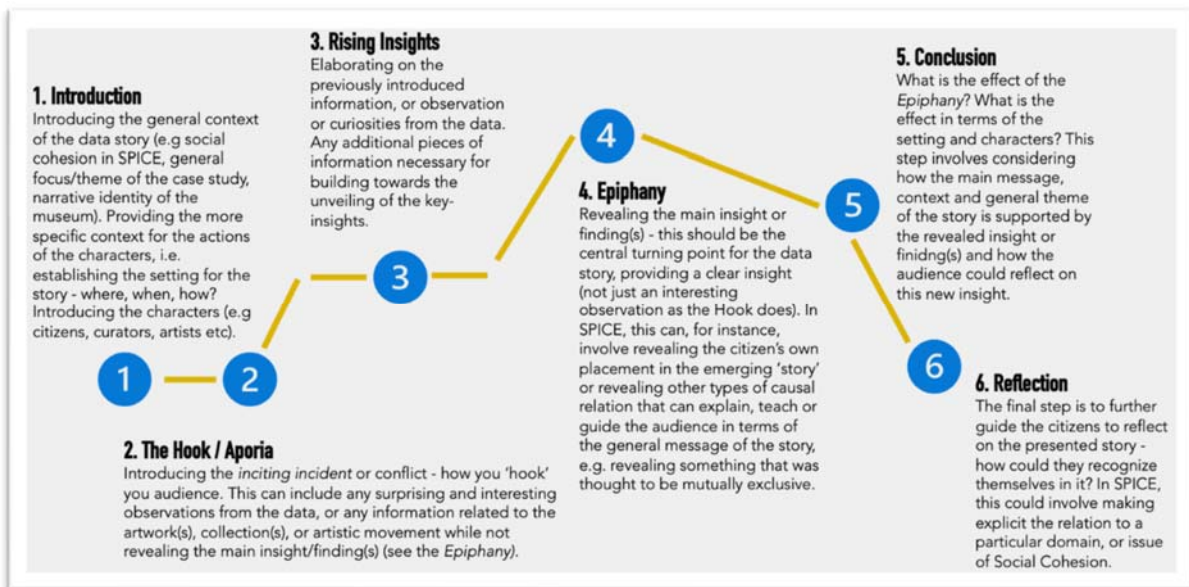 1. Introduction
Introducing the general context
of the data story (e.g social
cohesion in SPICE, general
focus/theme of the case study,
narrative identity of the
museum). Providing the more
specific context for the actions
of the characters, i.e.
establishing the setting for the
story - where, when, how?
Introducing the characters (e.g
citizens, curators, artists etc).
1
2
2. The Hook / Aporia
Introducing the inciting incident or conflict - how you 'hook'
you audience. This can include any surprising and interesting
observations from the data, or any information related to the
artwork(s), collection(s), or artistic movement while not
revealing the main insight/finding(s) (see the Epiphany).
3. Rising Insights
Elaborating on the
previously introduced
information, or observation
or curiosities from the data.
Any additional pieces of
information necessary for
building towards the
unveiling of the key-
insights.
3
4
4. Epiphany
Revealing the main insight or
finding(s) - this should be the
central turning point for the data
story, providing a clear insight
(not just an interesting
observation as the Hook does). In
SPICE, this can, for instance,
involve revealing the citizen's own
placement in the emerging 'story'
or revealing other types of causal
relation that can explain, teach or
guide the audience in terms of
the general message of the story,
e.g. revealing something that was
thought to be mutually exclusive.
5. Conclusion
What is the effect of the
Epiphany? What is the
effect in terms of the
setting and characters? This
step involves considering
how the main message,
context and general theme
of the story is supported by
the revealed insight or
finidng(s) and how the
audience could reflect on
this new insight.
5
6
6. Reflection
The final step is to further
guide the citizens to reflect
on the presented story -
how could they recognize
themselves in it? In SPICE,
this could involve making
explicit the relation to a
particular domain, or issue
of Social Cohesion.